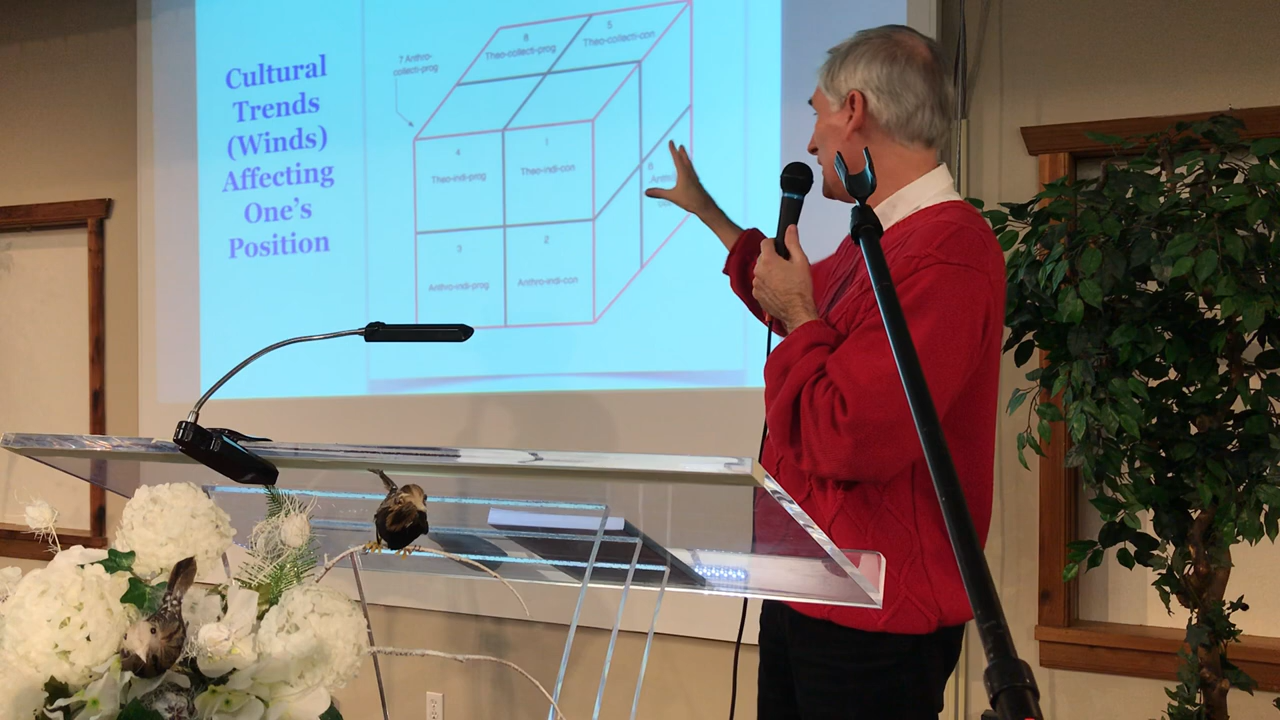 Cultural
Trends
(Winds)
Affecting
One's
Position
7 Anthro-
collecti-prog
8
Theo-collecti-prog
5
Theo-collecti-con
4
Theo-indi-prog
1
Theo-indi-con
6
3
Anthro-indi-prog
2
Anthro-indi-con